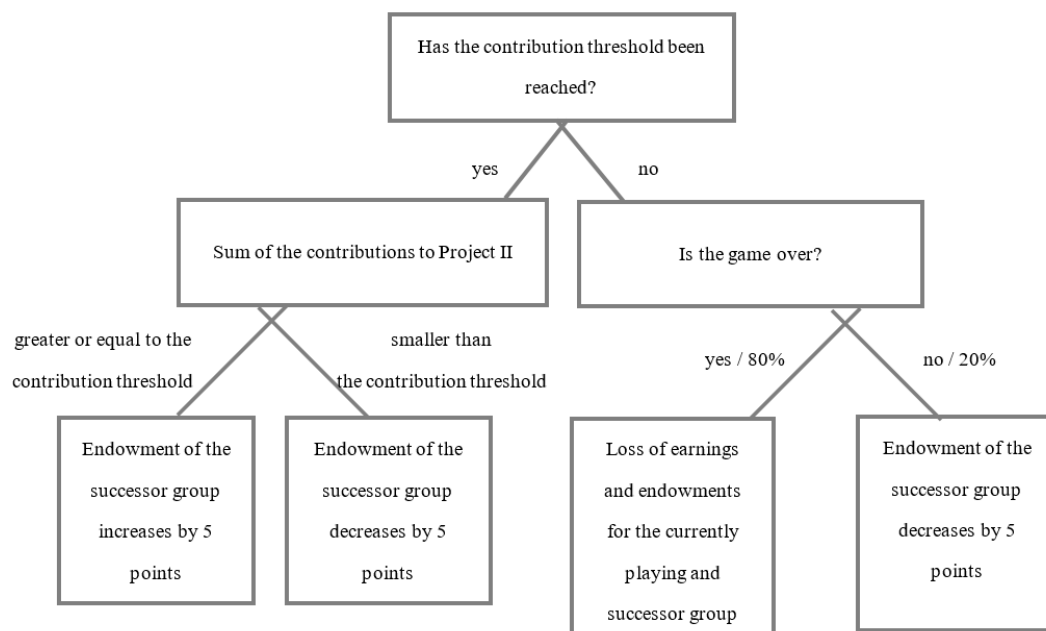 Has the contribution threshold been
reached?
yes
no
Sum of the contributions to Project II
Is the game over?
greater or equal to the
contribution threshold
smaller than
the contribution threshold
yes / 80%
no / 20%
Endowment of the
successor group
increases by 5
points
Endowment of the
successor group
decreases by 5
points
Loss of earnings
and endowments
for the currently
playing and
successor group
Endowment of the
successor group
decreases by 5
points